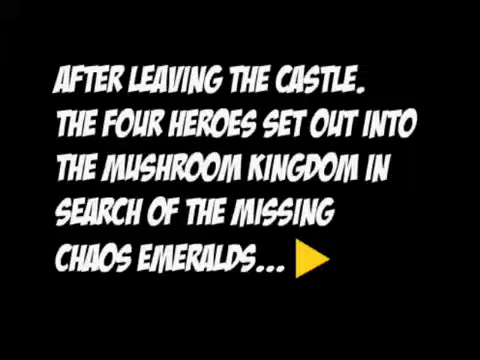 AFTER LEAVING THE CASTLE.
THE FOUR HEROES SET OUT INTO
THE MUSHROOM KINGDOM IN
SEARCH OF THE MISSING
CHAOS EMERALDS...